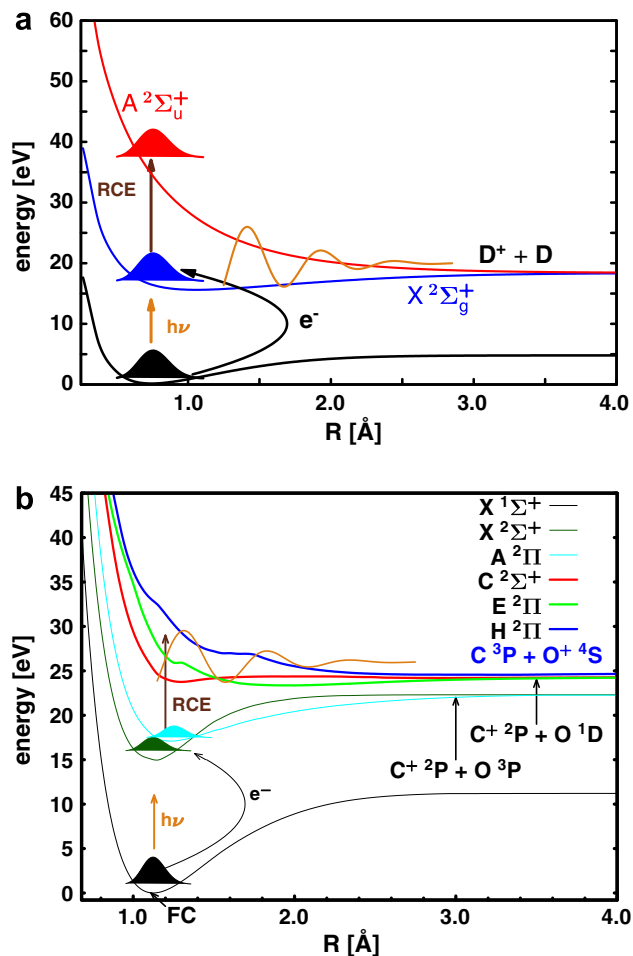 a
60
50
40
30
20
10
0
energy [eV]
A ²Σ⁺ᵤ
RCE
hν
e⁻
D⁺ + D
X ²Σ⁺g
1.0
2.0
3.0
4.0
R [Å]
b
45
40
35
30
25
20
15
10
5
0
energy [eV]
X ¹Σ⁺
X ²Σ⁺
A ²Π
C ²Σ⁺
E ²Π
H ²Π
C ³P + O⁺ ⁴S
RCE
C⁺ ²P + O ¹D
C⁺ ²P + O ³P
hν
e⁻
FC
1.0
2.0
3.0
4.0
R [Å]